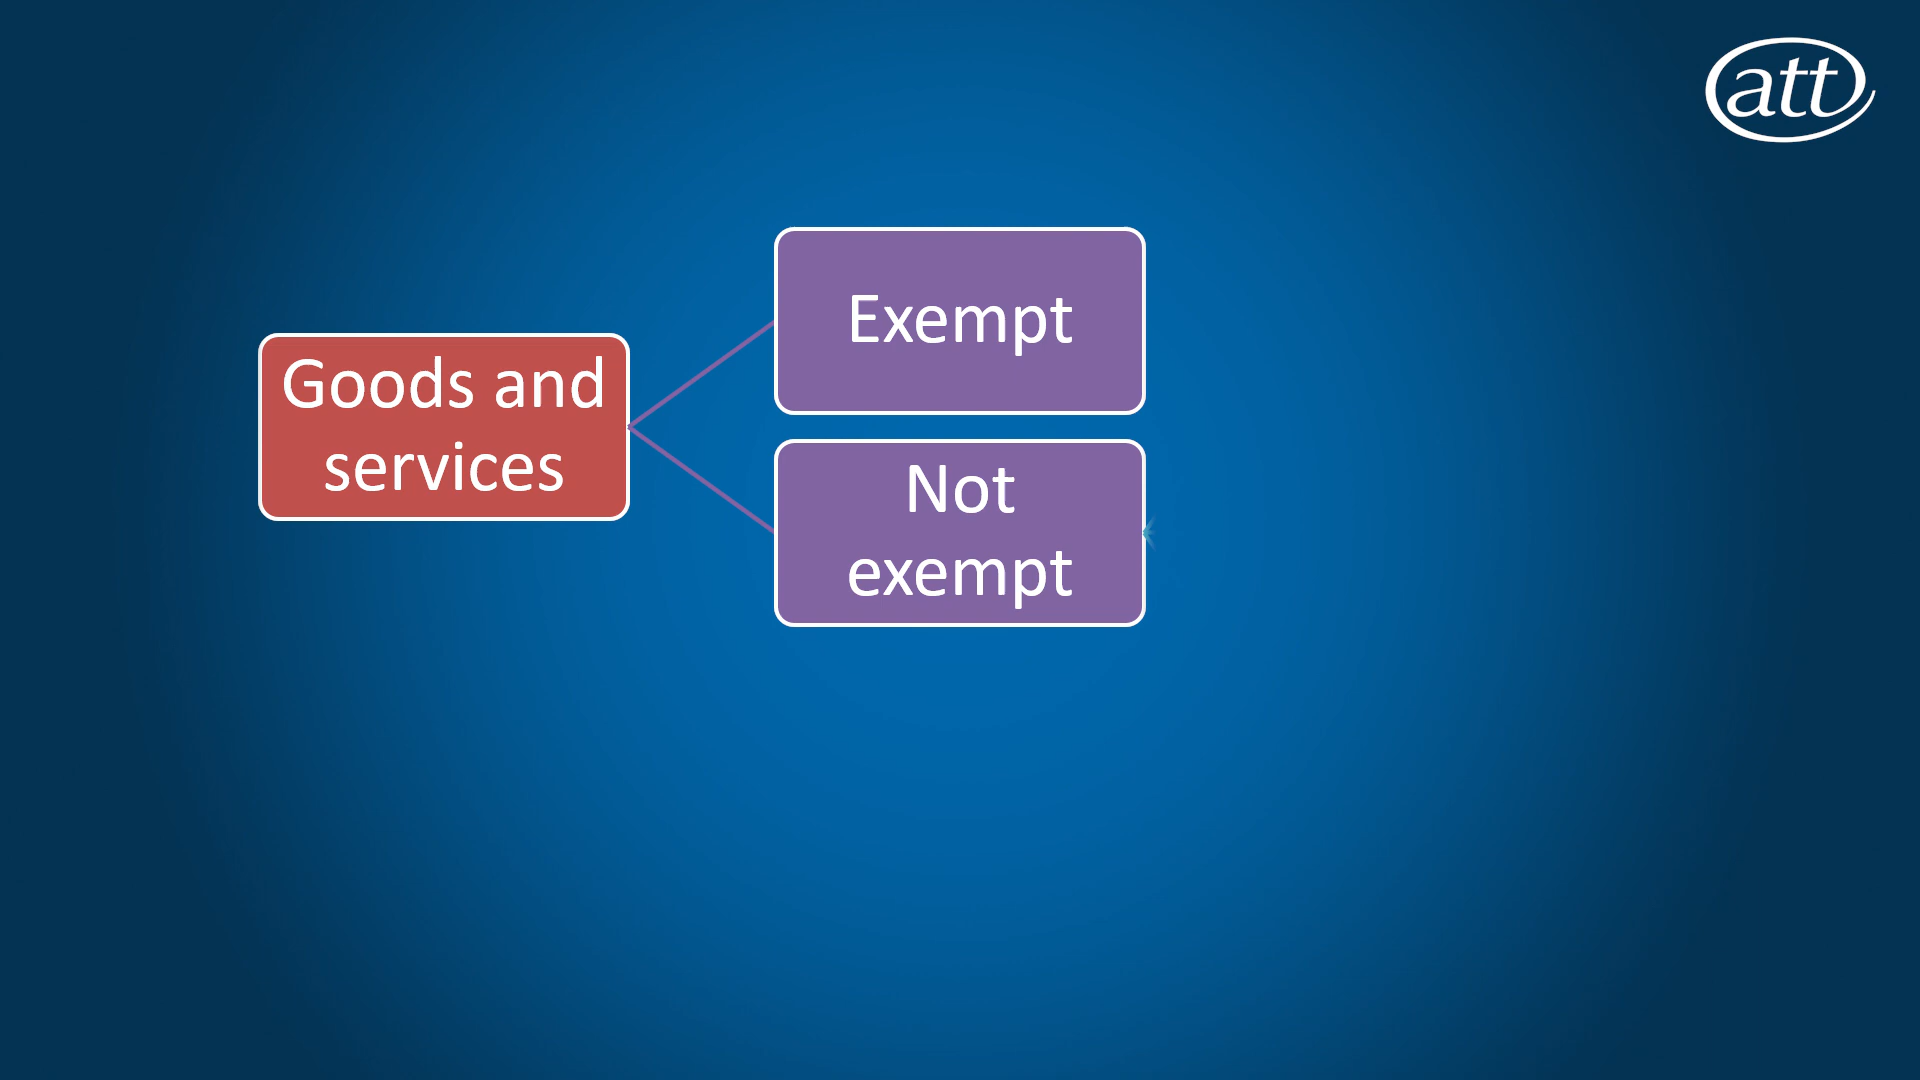 att
Exempt
Goods and
services
Not
exempt